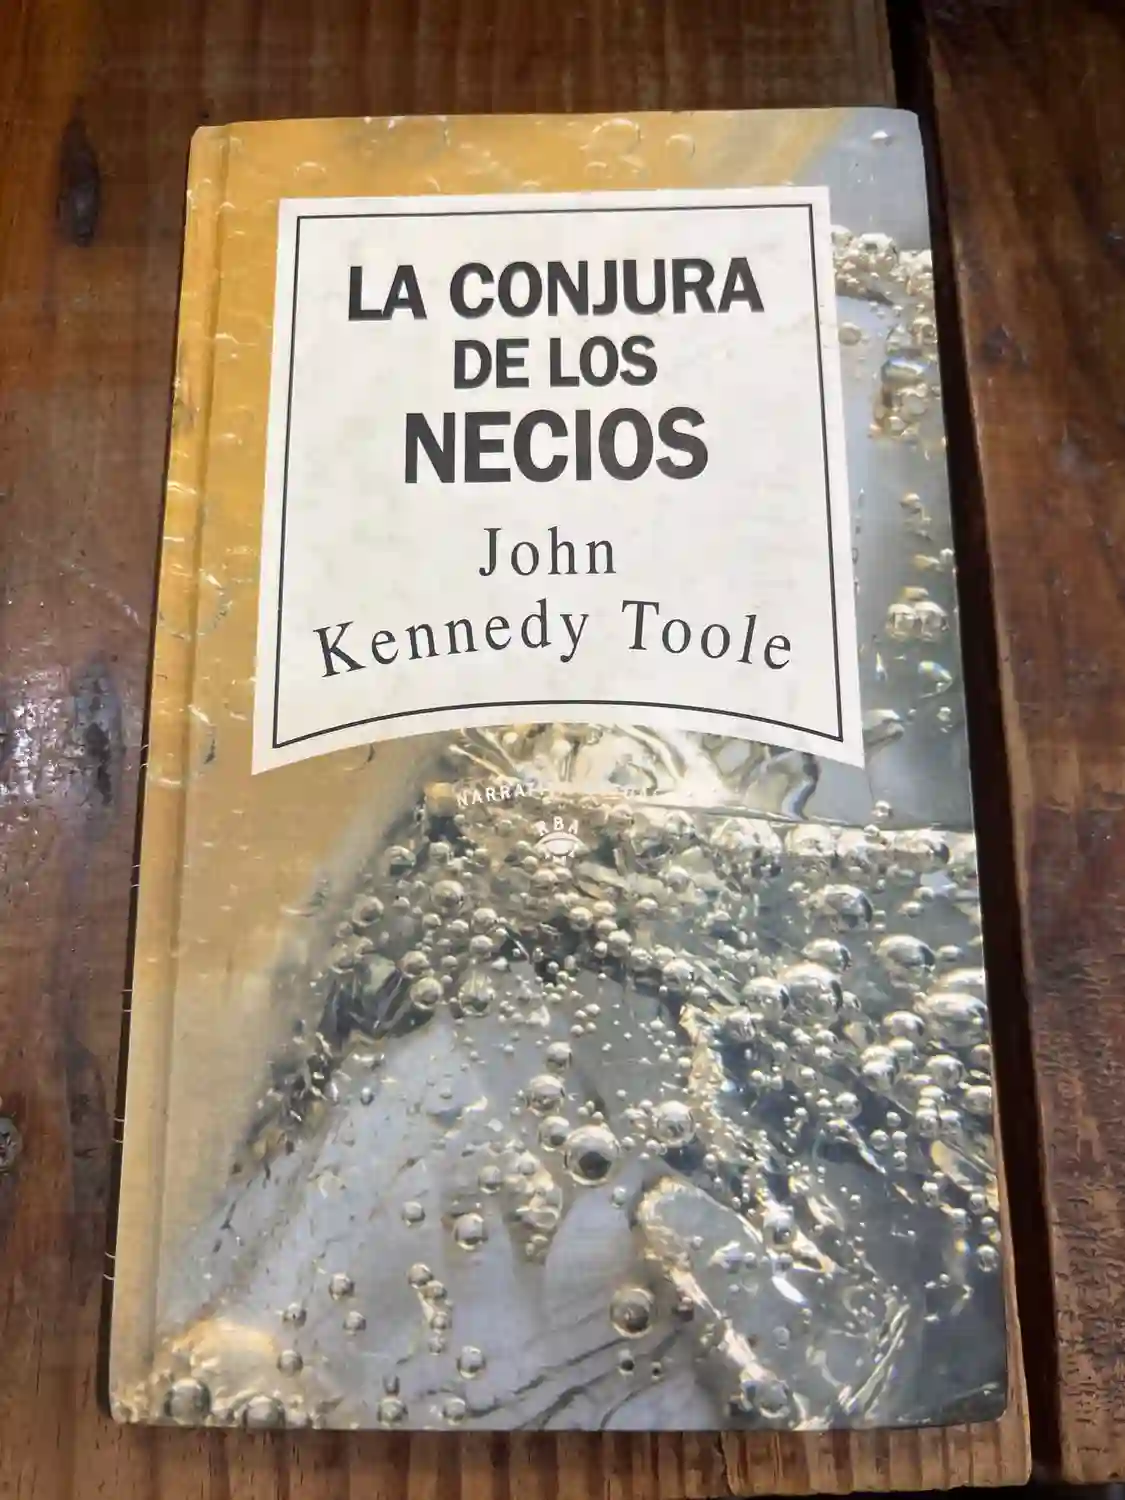 LA CONJURA
DE LOS
NECIOS
John
Kennedy Toole
RBA